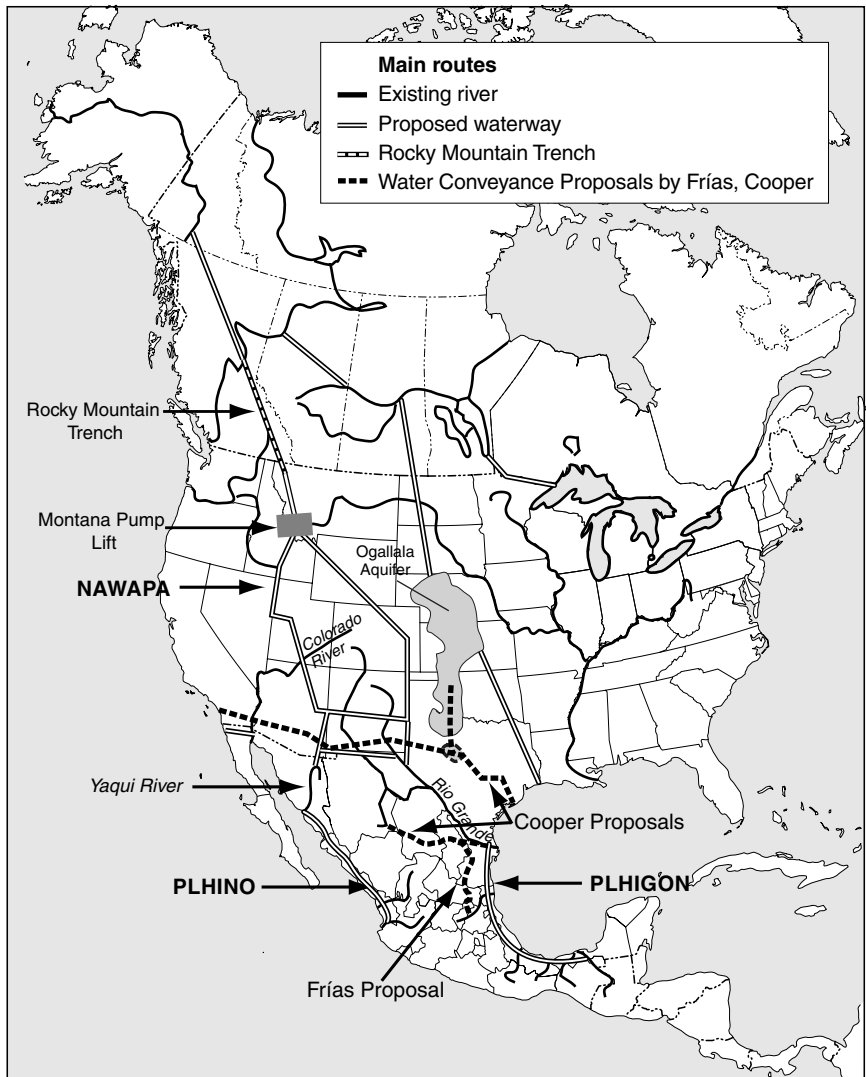 Main routes
Existing river
Proposed waterway
Rocky Mountain Trench
Water Conveyance Proposals by Frías, Cooper
Rocky Mountain
Trench
Montana Pump
Lift
NAWAPA
Ogallala
Aquifer
Colorado
River
Yaqui River
Rio Grande
Cooper Proposals
PLHINO
PLHIGON
Frías Proposal